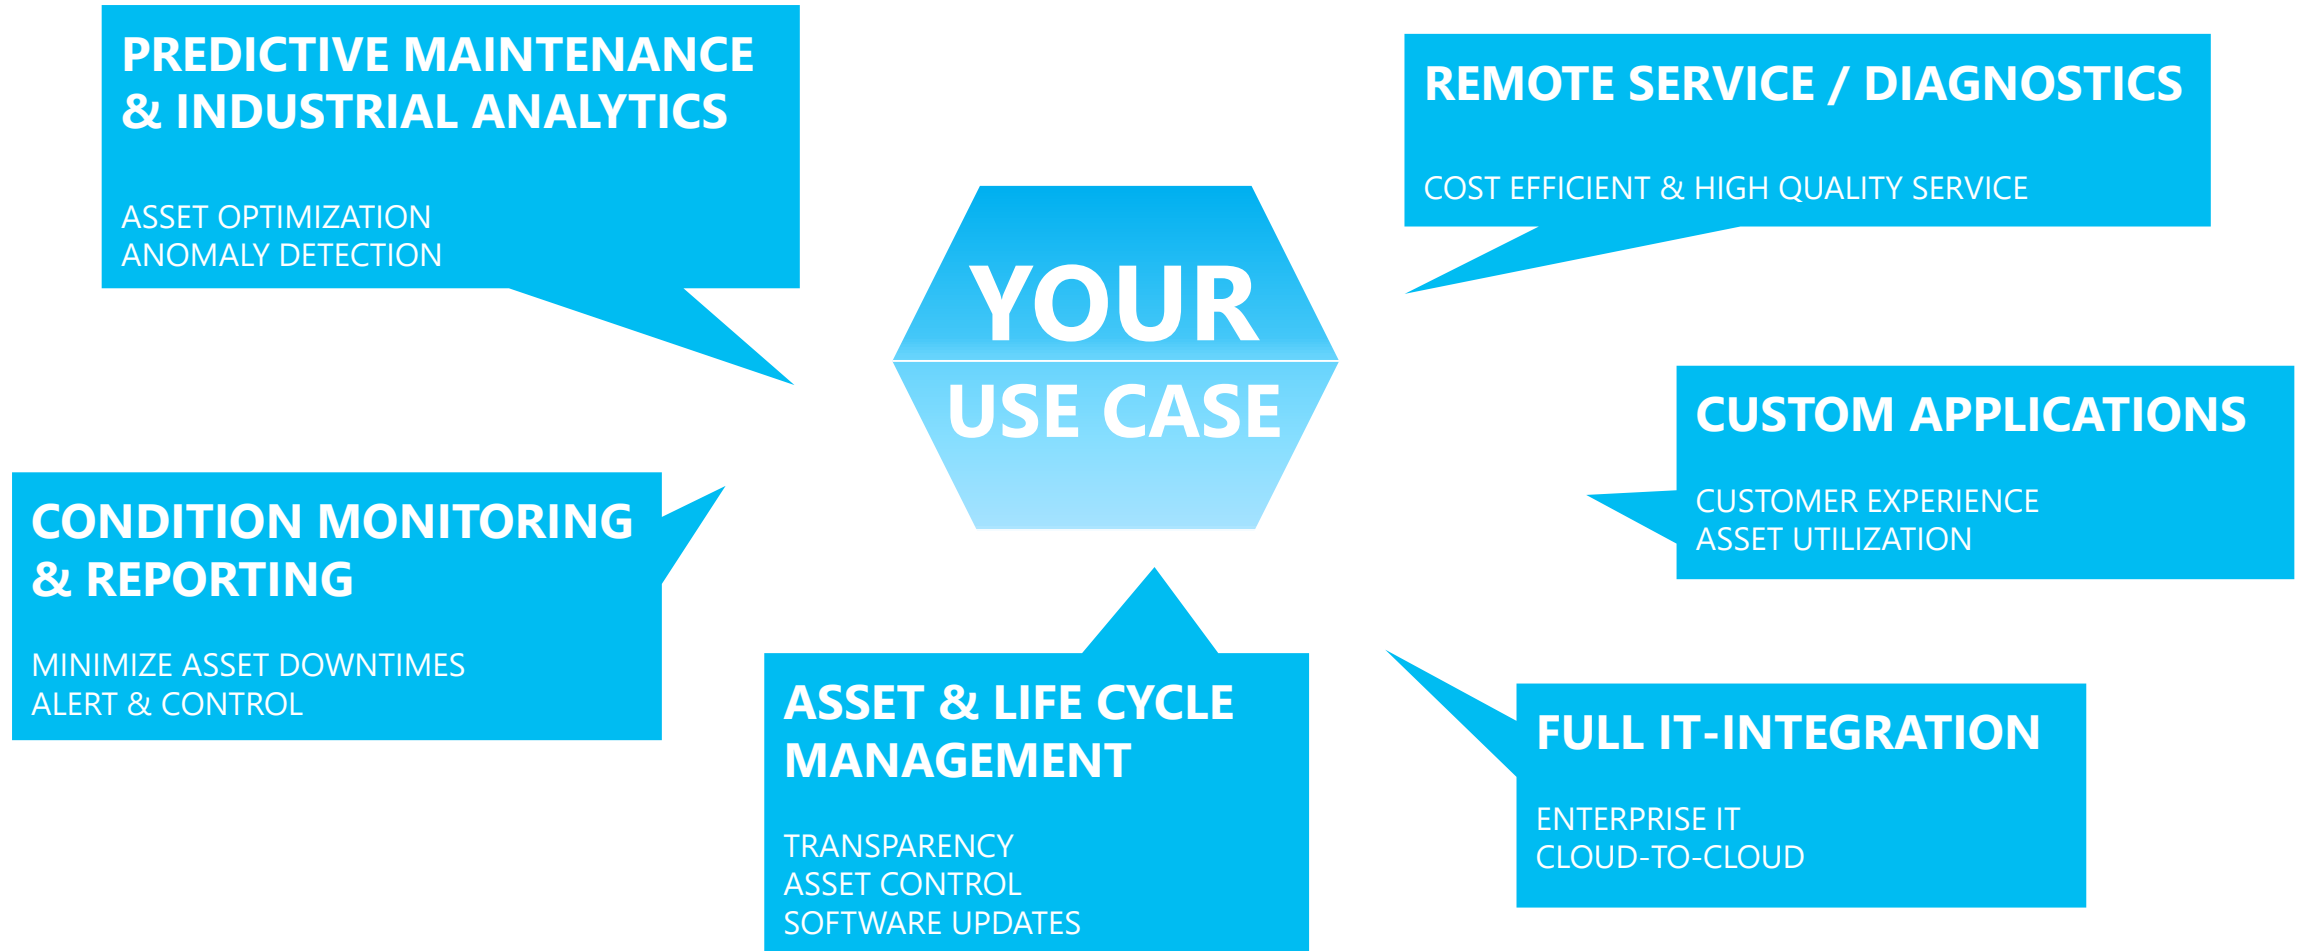 PREDICTIVE MAINTENANCE
& INDUSTRIAL ANALYTICS
ASSET OPTIMIZATION
ANOMALY DETECTION
REMOTE SERVICE / DIAGNOSTICS
COST EFFICIENT & HIGH QUALITY SERVICE
YOUR
USE CASE
CUSTOM APPLICATIONS
CUSTOMER EXPERIENCE
ASSET UTILIZATION
CONDITION MONITORING
& REPORTING
MINIMIZE ASSET DOWNTIMES
ALERT & CONTROL
ASSET & LIFE CYCLE
MANAGEMENT
TRANSPARENCY
ASSET CONTROL
SOFTWARE UPDATES
FULL IT-INTEGRATION
ENTERPRISE IT
CLOUD-TO-CLOUD